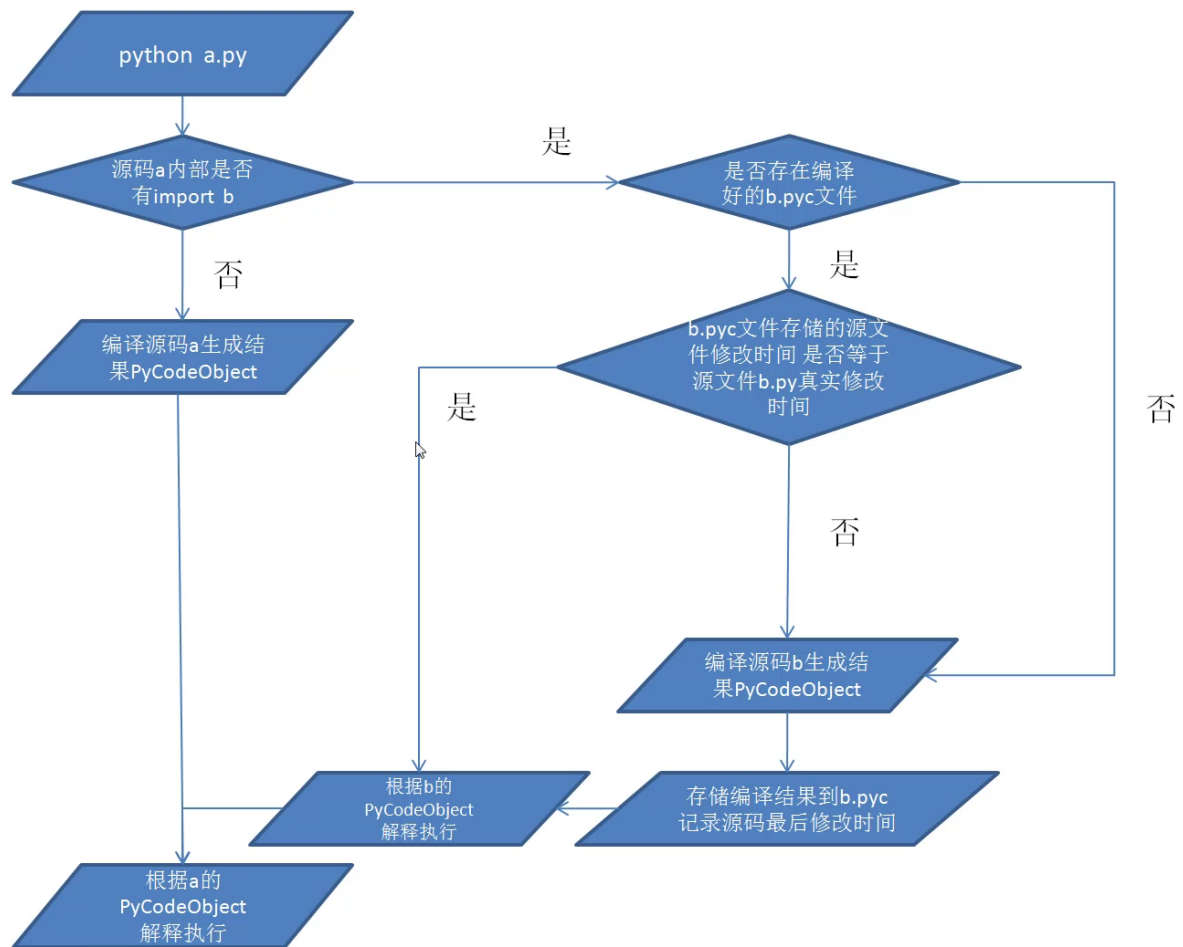 python a.py
源码a内部是否
有import b
是
是否存在编译
好的b.pyc文件
否
是
编译源码a生成结
果PyCodeObject
b.pyc文件存储的源文
件修改时间 是否等于
源文件b.py真实修改
时间
是
否
否
编译源码b生成结
果PyCodeObject
根据b的
PyCodeObject
解释执行
存储编译结果到b.pyc
记录源码最后修改时间
根据a的
PyCodeObject
解释执行